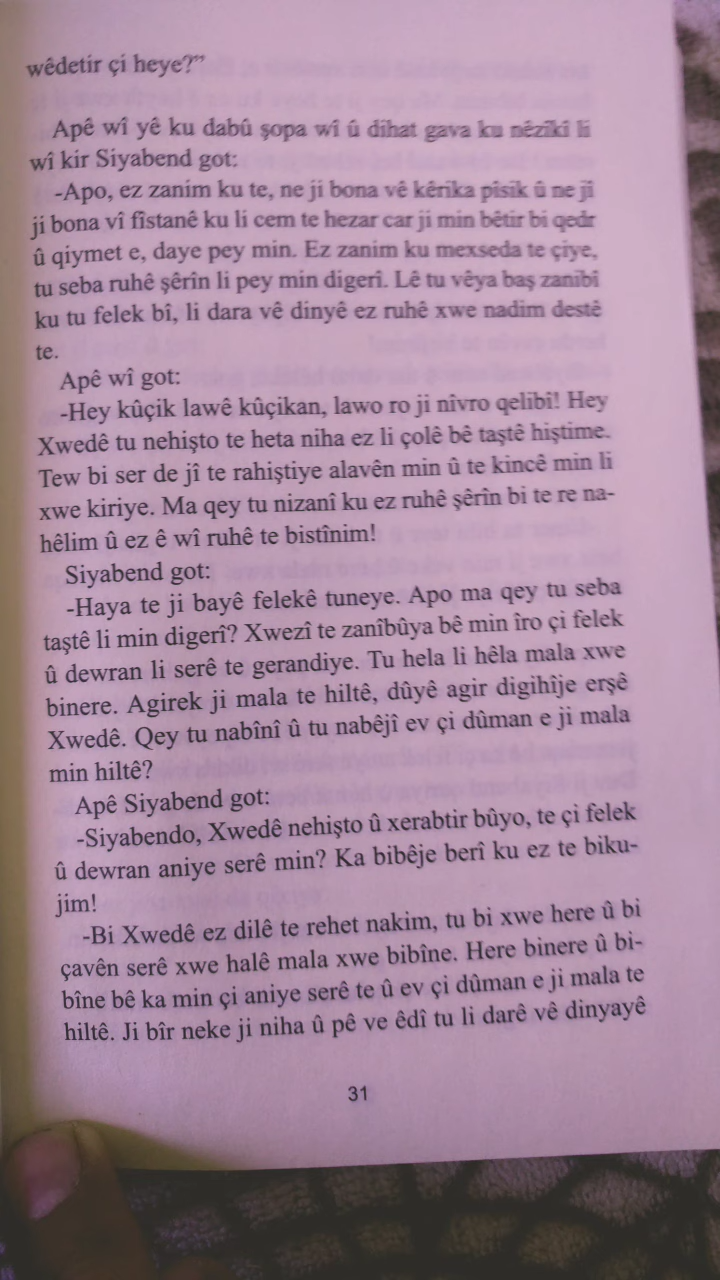 wêdetir çi heye?”
Apê wî yê ku dabû şopa wî û dihat gava ku nêzîkî li
wî kir Siyabend got:
-Apo, ez zanim ku te, ne ji bona vê kêrika pîsik û ne jî
ji bona vî fîstanê ku li cem te hezar car ji min bêtir bi qedr
û qiymet e, daye pey min. Ez zanim ku mexseda te çiye,
tu seba ruhê şêrîn li pey min digerî. Lê tu vêya baş zanibî
ku tu felek bî, li dara vê dinyê ez ruhê xwe nadim destê
te.
Apê wî got:
-Hey kûçik lawê kûçikan, lawo ro ji nîvro qelibî! Hey
Xwedê tu nehişto te heta niha ez li çolê bê taştê hiştime.
Tew bi ser de jî te rahiştiye alavên min û te kincê min li
xwe kiriye. Ma qey tu nizanî ku ez ruhê şêrîn bi te re na-
hêlim û ez ê wî ruhê te bistînim!
Siyabend got:
-Haya te ji bayê felekê tuneye. Apo ma qey tu seba
taştê li min digerî? Xwezî te zanîbûya bê min îro çi felek
û dewran li serê te gerandiye. Tu hela li hêla mala xwe
binere. Agirek ji mala te hiltê, dûyê agir digihîje erşê
Xwedê. Qey tu nabînî û tu nabêjî ev çi dûman e ji mala
min hiltê?
Apê Siyabend got:
-Siyabendo, Xwedê nehişto û xerabtir bûyo, te çi felek
û dewran aniye serê min? Ka bibêje berî ku ez te biku-
jim!
-Bi Xwedê ez dilê te rehet nakim, tu bi xwe here û bi
çavên serê xwe halê mala xwe bibîne. Here binere û bi-
bîne bê ka min çi aniye serê te û ev çi dûman e ji mala te
hiltê. Ji bîr neke ji niha û pê ve êdî tu li darê vê dinyayê
31